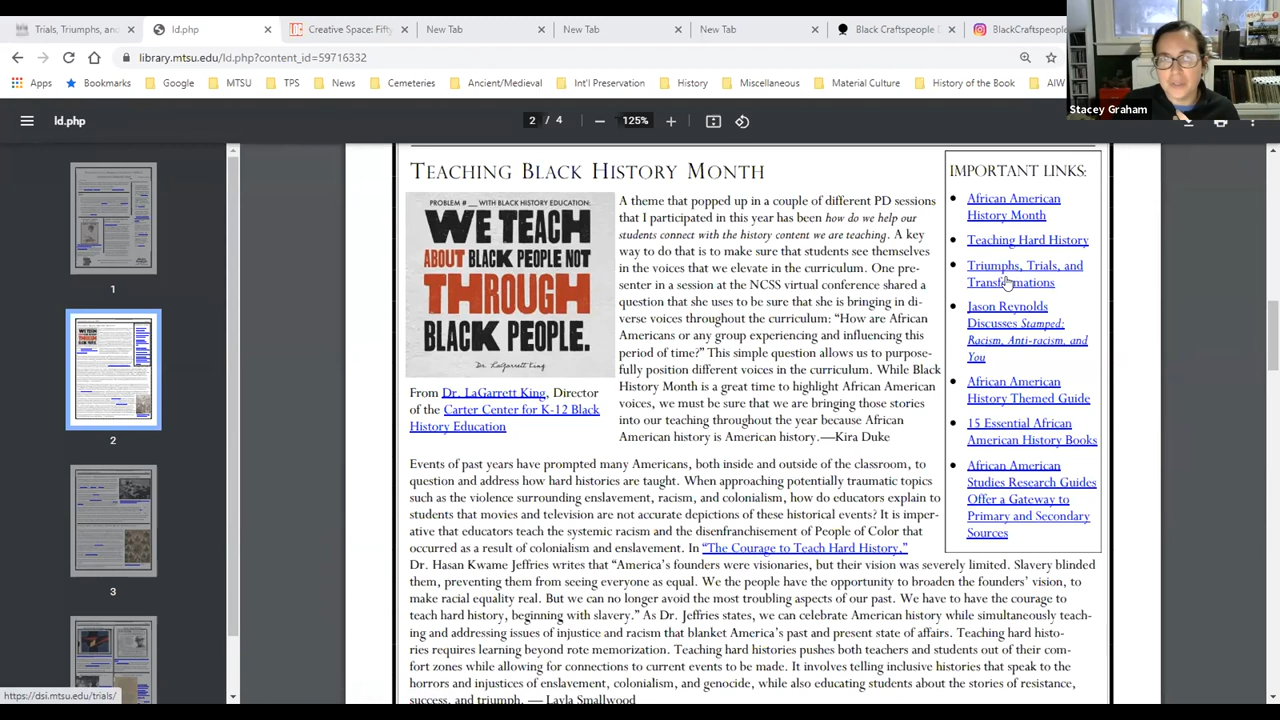 Trials, Triumphs, an
ld.php
Creative Space: Fift
New Tab
New Tab
New Tab
Black Craftspeople D
BlackCraftspeople
library.mtsu.edu/ld.php?content_id=59716332
Apps
Google
MTSU
TPS
News
Cemeteries
Ancient/Medieval
Int'l Preservation
History
Miscellaneous
Material Culture
History of the Book
AIW
Stacey Graham
ld.php
2 / 4
125%
1
2
3
TEACHING BLACK HISTORY MONTH
PROBLEM # __ WITH BLACK HISTORY EDUCATION:
WE TEACH
ABOUT BLACK PEOPLE NOT
THROUGH
BLACK PEOPLE.
Dr. LaGarrett King
From Dr. LaGarrett King, Director
of the Carter Center for K-12 Black
History Education
A theme that popped up in a couple of different PD sessions
that I participated in this year has been how do we help our
students connect with the history content we are teaching. A key
way to do that is to make sure that students see themselves
in the voices that we elevate in the curriculum. One pre-
senter in a session at the NCSS virtual conference shared a
question that she uses to be sure that she is bringing in di-
verse voices throughout the curriculum: “How are African
Americans or any group experiencing and influencing this
period of time?” This simple question allows us to purpose-
fully position different voices in the curriculum. While Black
History Month is a great time to highlight African American
voices, we must be sure that we are bringing those stories
into our teaching throughout the year because African
American history is American history.—Kira Duke
Events of past years have prompted many Americans, both inside and outside of the classroom, to
question and address how hard histories are taught. When approaching potentially traumatic topics
such as the violence surrounding enslavement, racism, and colonialism, how do educators explain to
students that movies and television are not accurate depictions of these historical events? It is imper-
ative that educators teach the systemic racism and the disenfranchisement of People of Color that
occurred as a result of colonialism and enslavement. In “The Courage to Teach Hard History,”
Dr. Hasan Kwame Jeffries writes that “America’s founders were visionaries, but their vision was severely limited. Slavery blinded
them, preventing them from seeing everyone as equal. We the people have the opportunity to broaden the founders’ vision, to
make racial equality real. But we can no longer avoid the most troubling aspects of our past. We have to have the courage to
teach hard history, beginning with slavery.” As Dr. Jeffries states, we can celebrate American history while simultaneously teach-
ing and addressing issues of injustice and racism that blanket America’s past and present state of affairs. Teaching hard histo-
ries requires learning beyond rote memorization. Teaching hard histories pushes both teachers and students out of their com-
fort zones while allowing for connections to current events to be made. It involves telling inclusive histories that speak to the
horrors and injustices of enslavement, colonialism, and genocide, while also educating students about the stories of resistance,
success, and triumph. — Layla Smallwood
IMPORTANT LINKS:
African American
History Month
Teaching Hard History
Triumphs, Trials, and
Transformations
Jason Reynolds
Discusses Stamped:
Racism, Anti-racism, and
You
African American
History Themed Guide
15 Essential African
American History Books
African American
Studies Research Guides
Offer a Gateway to
Primary and Secondary
Sources
https://dsi.mtsu.edu/trials/